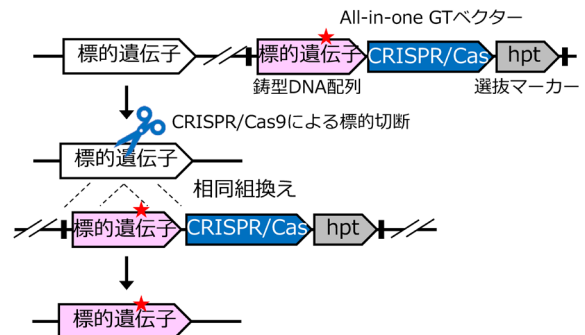 All-in-one GTベクター
標的遺伝子 標的遺伝子 CRISPR/Cas hpt
鋳型DNA配列 選抜マーカー
CRISPR/Cas9による標的切断
標的遺伝子
相同組換え
標的遺伝子 CRISPR/Cas hpt
標的遺伝子